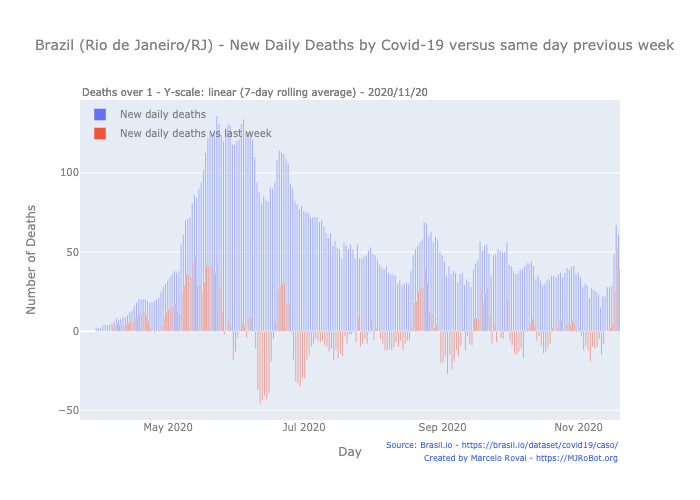 Brazil (Rio de Janeiro/RJ) - New Daily Deaths by Covid-19 versus same day previous week
Deaths over 1 - Y-scale: linear (7-day rolling average) - 2020/11/20
New daily deaths
New daily deaths vs last week
Number of Deaths
100
50
0
−50
May 2020
Jul 2020
Sep 2020
Nov 2020
Day
Source: Brasil.io - https://brasil.io/dataset/covid19/caso/
Created by Marcelo Rovai - https://MJRoBot.org